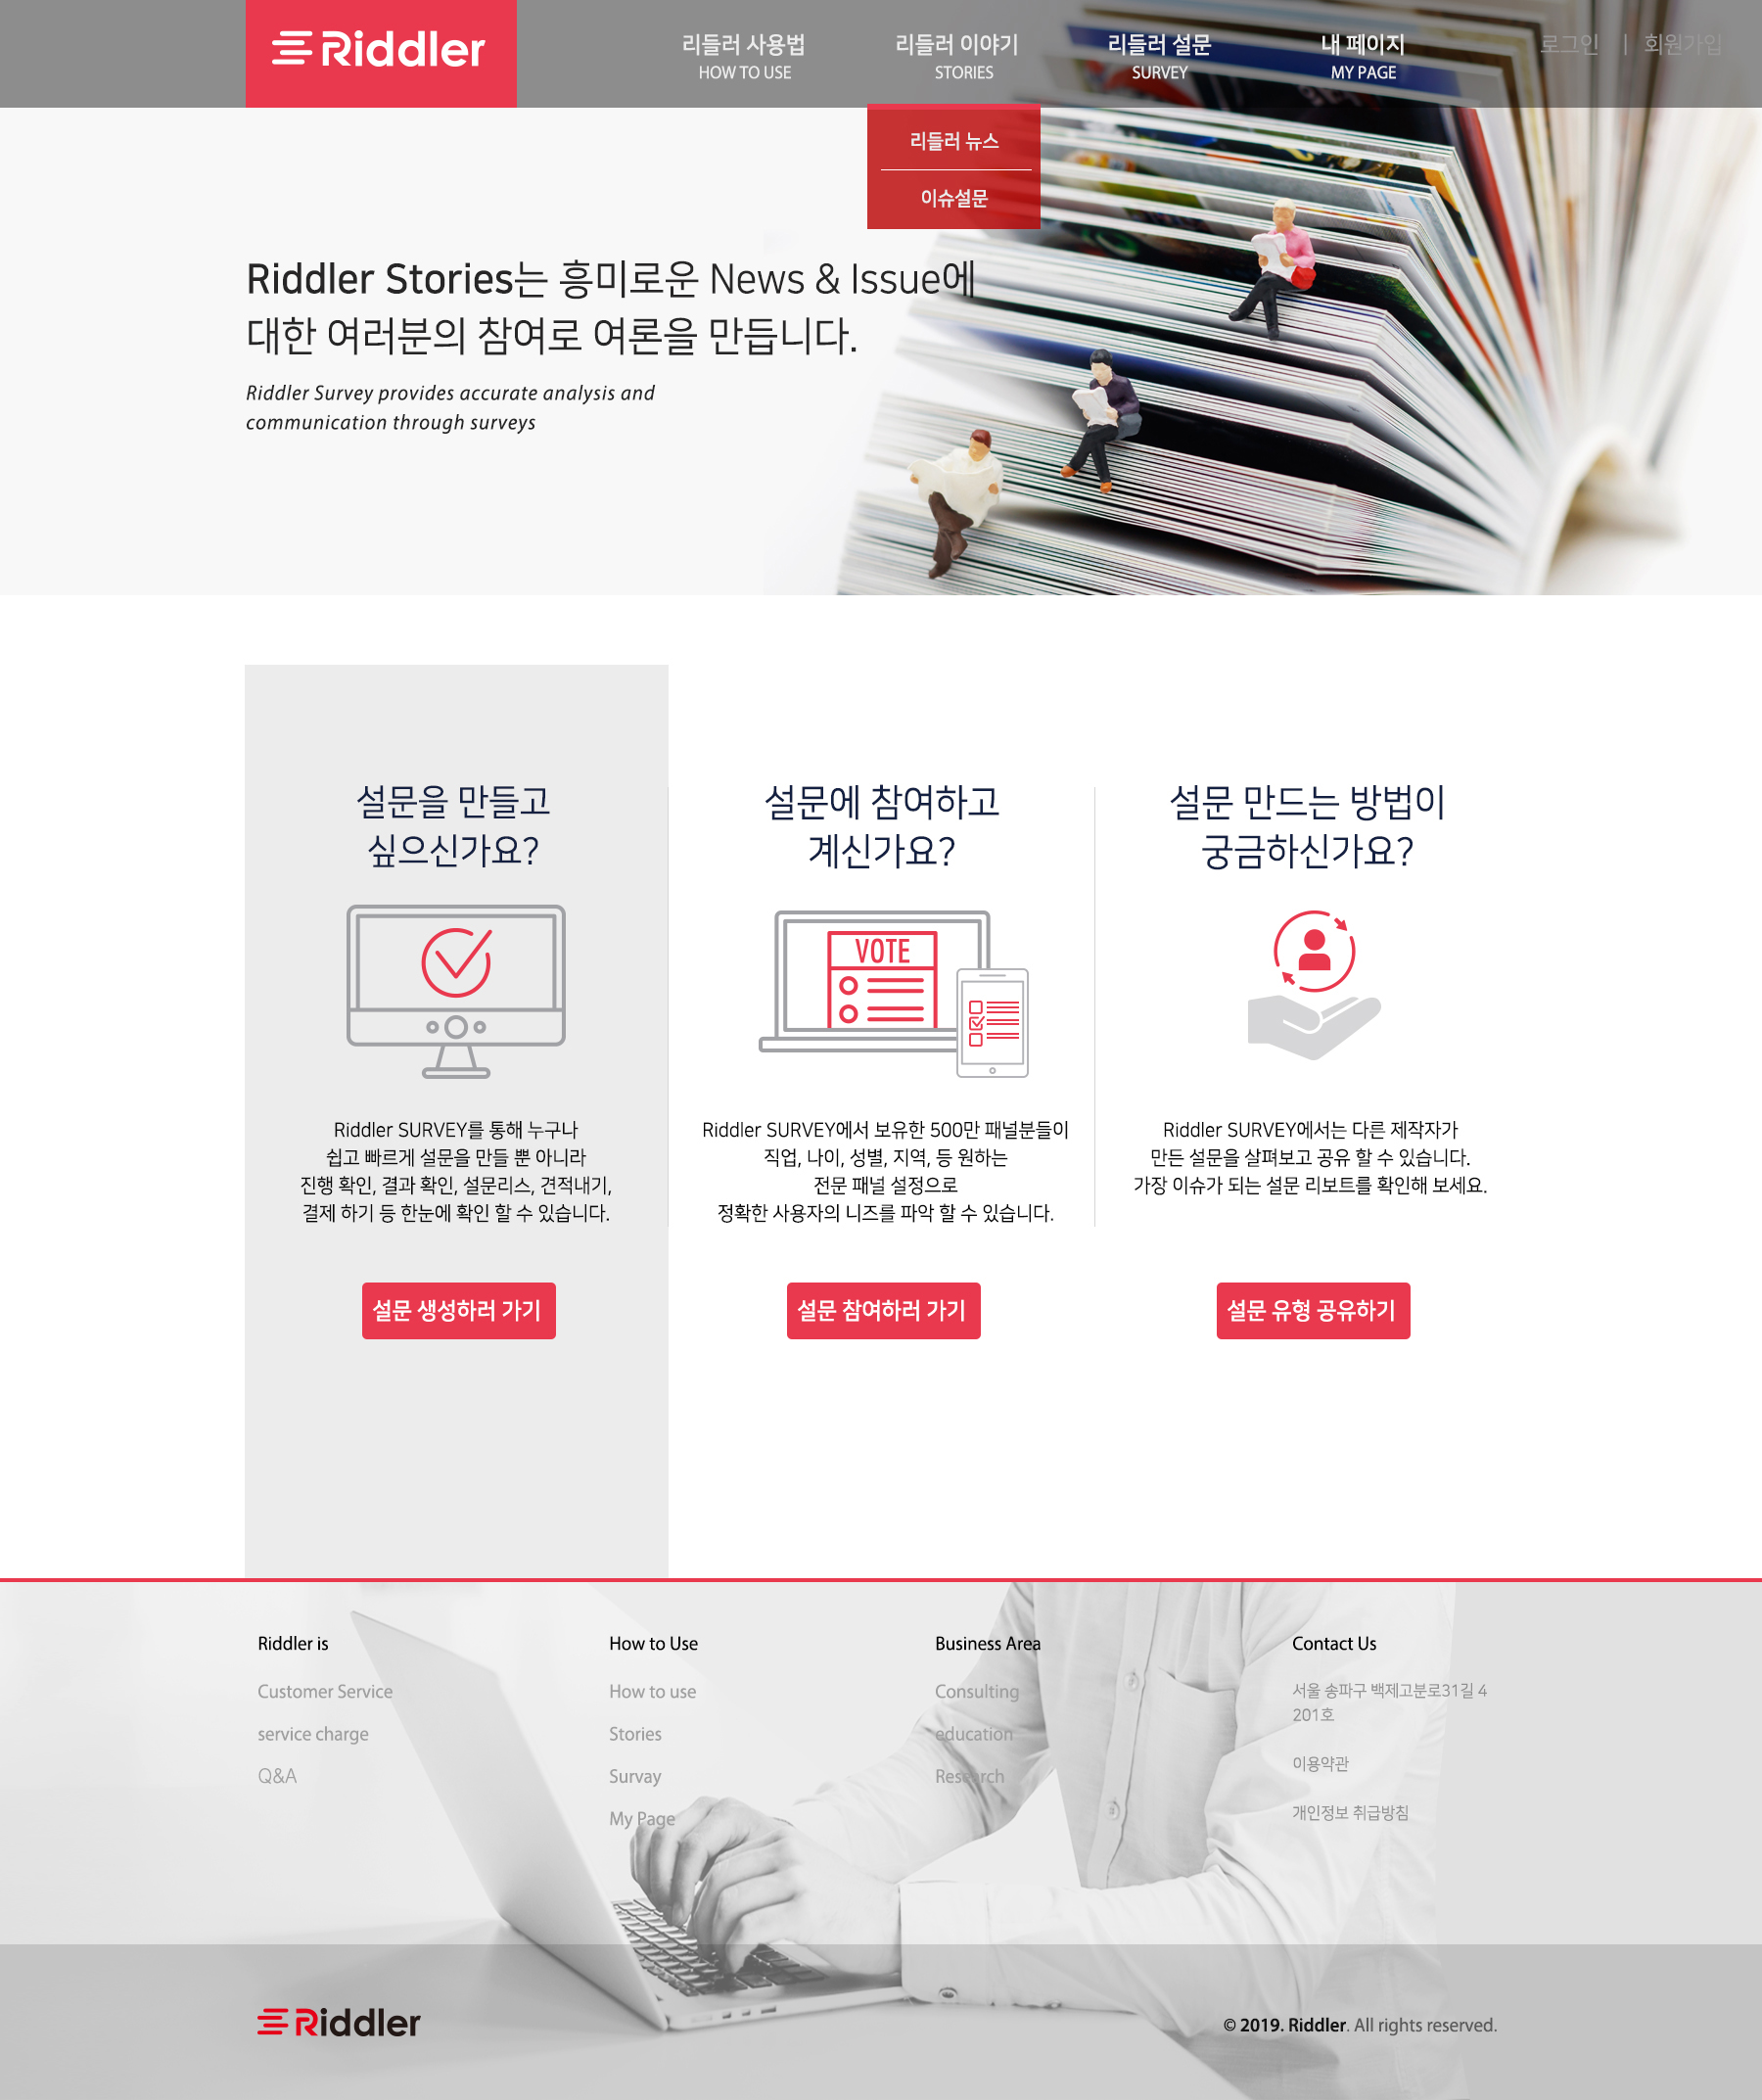 Riddler
리들러 사용법
HOW TO USE
리들러 이야기
STORIES
리들러 설문
SURVEY
내 페이지
MY PAGE
로그인 | 회원가입
리들러 뉴스
이슈설문
Riddler Stories는 흥미로운 News & Issue에
대한 여러분의 참여로 여론을 만듭니다.
Riddler Survey provides accurate analysis and
communication through surveys
설문을 만들고
싶으신가요?
Riddler SURVEY를 통해 누구나
쉽고 빠르게 설문을 만들 뿐 아니라
진행 확인, 결과 확인, 설문리스, 견적내기,
결제 하기 등 한눈에 확인 할 수 있습니다.
설문 생성하러 가기
설문에 참여하고
계신가요?
VOTE
Riddler SURVEY에서 보유한 500만 패널분들이
직업, 나이, 성별, 지역, 등 원하는
전문 패널 설정으로
정확한 사용자의 니즈를 파악 할 수 있습니다.
설문 참여하러 가기
설문 만드는 방법이
궁금하신가요?
Riddler SURVEY에서는 다른 제작자가
만든 설문을 살펴보고 공유 할 수 있습니다.
가장 이슈가 되는 설문 리보트를 확인해 보세요.
설문 유형 공유하기
Riddler is
Customer Service
service charge
Q&A
How to Use
How to use
Stories
Survay
My Page
Business Area
Consulting
education
Research
Contact Us
서울 송파구 백제고분로31길 4
201호
이용약관
개인정보 취급방침
Riddler
© 2019. Riddler. All rights reserved.